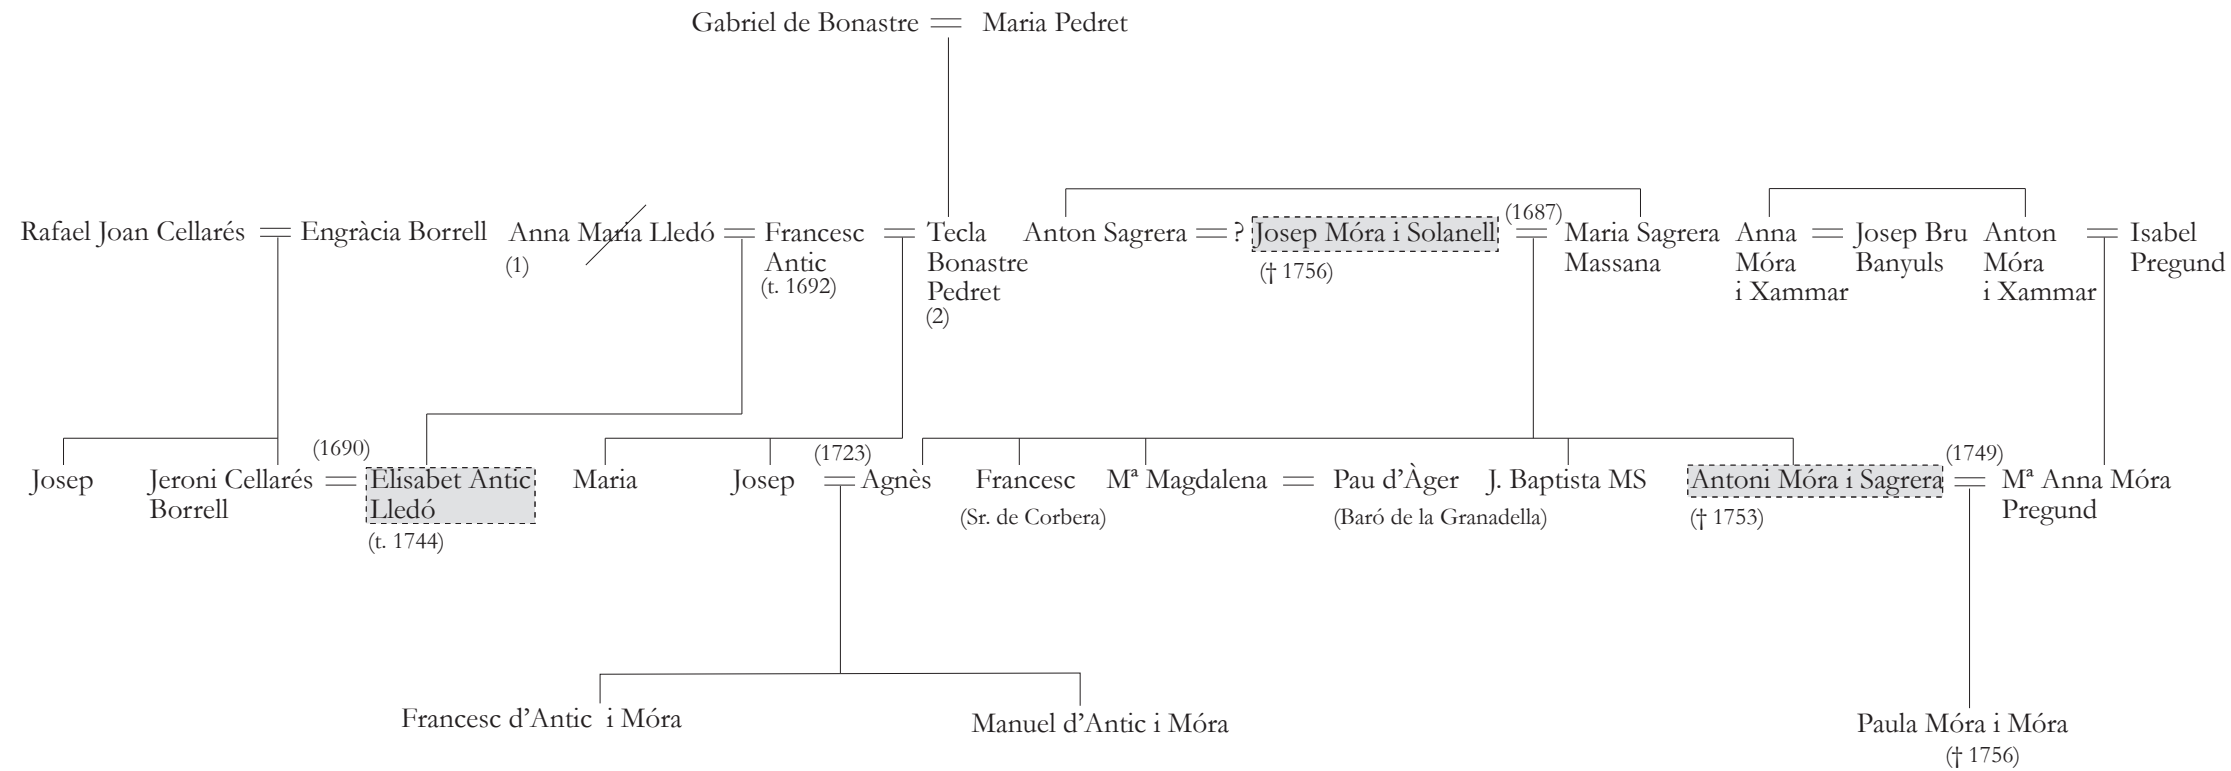 Gabriel de Bonastre
Maria Pedret
Rafael Joan Cellarés
Engràcia Borrell
Anna Maria Lledó
(1)
Francesc
Antic
(t. 1692)
Tecla
Bonastre
Pedret
(2)
Anton Sagrera
?
Josep Móra i Solanell
(† 1756)
(1687)
Maria Sagrera
Massana
Anna
Móra
i Xammar
Josep Bru
Banyuls
Anton
Móra
i Xammar
Isabel
Pregund
Josep
Jeroni Cellarés
Borrell
(1690)
Elisabet Antic
Lledó
(t. 1744)
Maria
Josep
(1723)
Agnès
Francesc
(Sr. de Corbera)
Mª Magdalena
Pau d’Àger
(Baró de la Granadella)
J. Baptista MS
Antoni Móra i Sagrera
(† 1753)
(1749)
Mª Anna Móra
Pregund
Francesc d’Antic i Móra
Manuel d’Antic i Móra
Paula Móra i Móra
(† 1756)